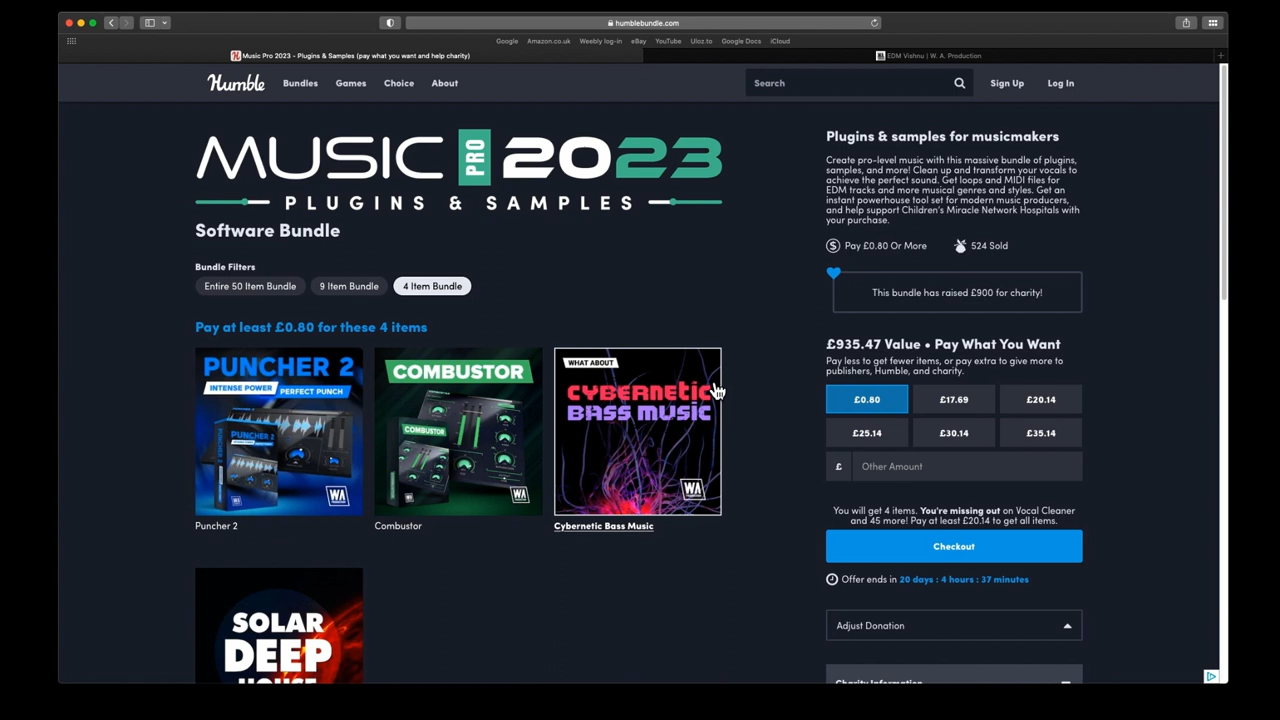 humblebundle.com
Google Amazon.co.uk Weebly log-in eBay YouTube Uloz.to Google Docs iCloud
Music Pro 2023 - Plugins & Samples (pay what you want and help charity)
EDM Vishnu | W. A. Production
Humble
Bundles
Games
Choice
About
Search
Sign Up
Log In
MUSIC PRO 2023
PLUGINS & SAMPLES
Software Bundle
Bundle Filters
Entire 50 Item Bundle
9 Item Bundle
4 Item Bundle
Pay at least £0.80 for these 4 items
PUNCHER 2
INTENSE POWER
PERFECT PUNCH
PUNCHER 2
WA
Puncher 2
COMBUSTOR
COMBUSTOR
WA
Combustor
WHAT ABOUT
CYBERNETIC
BASS MUSIC
WA
Cybernetic Bass Music
SOLAR
DEEP
HOUSE
Plugins & samples for musicmakers
Create pro-level music with this massive bundle of plugins,
samples, and more! Clean up and transform your vocals to
achieve the perfect sound. Get loops and MIDI files for
EDM tracks and more musical genres and styles. Get an
instant powerhouse tool set for modern music producers,
and help support Children's Miracle Network Hospitals with
your purchase.
Pay £0.80 Or More
524 Sold
This bundle has raised £900 for charity!
£935.47 Value • Pay What You Want
Pay less to get fewer items, or pay extra to give more to
publishers, Humble, and charity.
£0.80
£17.69
£20.14
£25.14
£30.14
£35.14
£
Other Amount
You will get 4 items. You're missing out on Vocal Cleaner
and 45 more! Pay at least £20.14 to get all items.
Checkout
Offer ends in 20 days : 4 hours : 37 minutes
Adjust Donation
Charity Information